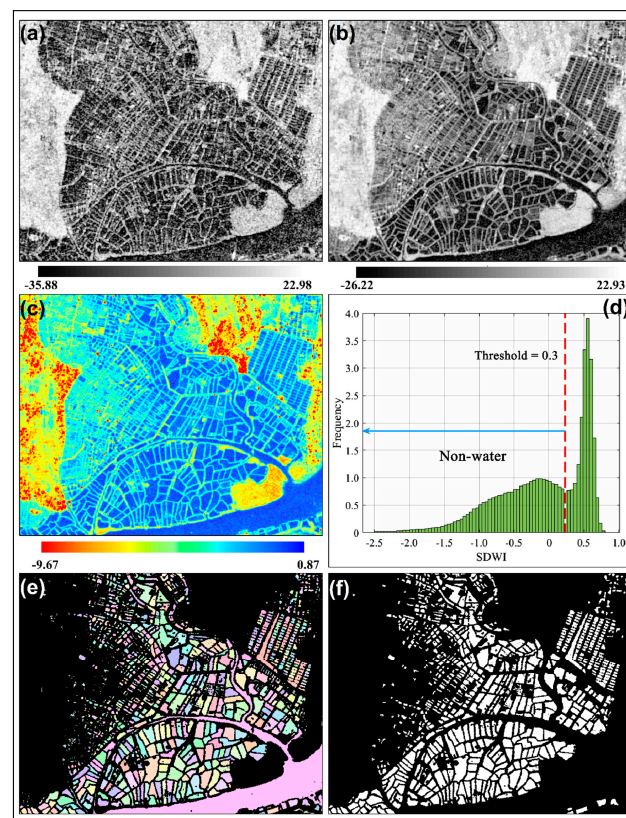 (a)
(b)
-35.88 22.98
-26.22 22.93
(c)
(d)
4.0
3.5
3.0
2.5
2.0
1.5
1.0
0.5
0
Frequency
Threshold = 0.3
Non-water
-2.5 -2.0 -1.5 -1.0 -0.5 0 0.5 1.0
SDWI
-9.67 0.87
(e)
(f)